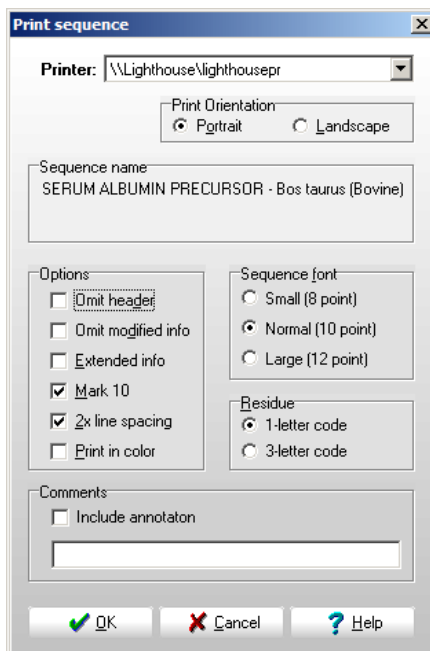 Print sequence
Printer: \\Lighthouse\lighthousepr
Print Orientation
Portrait Landscape
Sequence name
SERUM ALBUMIN PRECURSOR - Bos taurus (Bovine)
Options
Omit header
Omit modified info
Extended info
Mark 10
2x line spacing
Print in color
Sequence font
Small (8 point)
Normal (10 point)
Large (12 point)
Residue
1-letter code
3-letter code
Comments
Include annotaton
OK Cancel Help